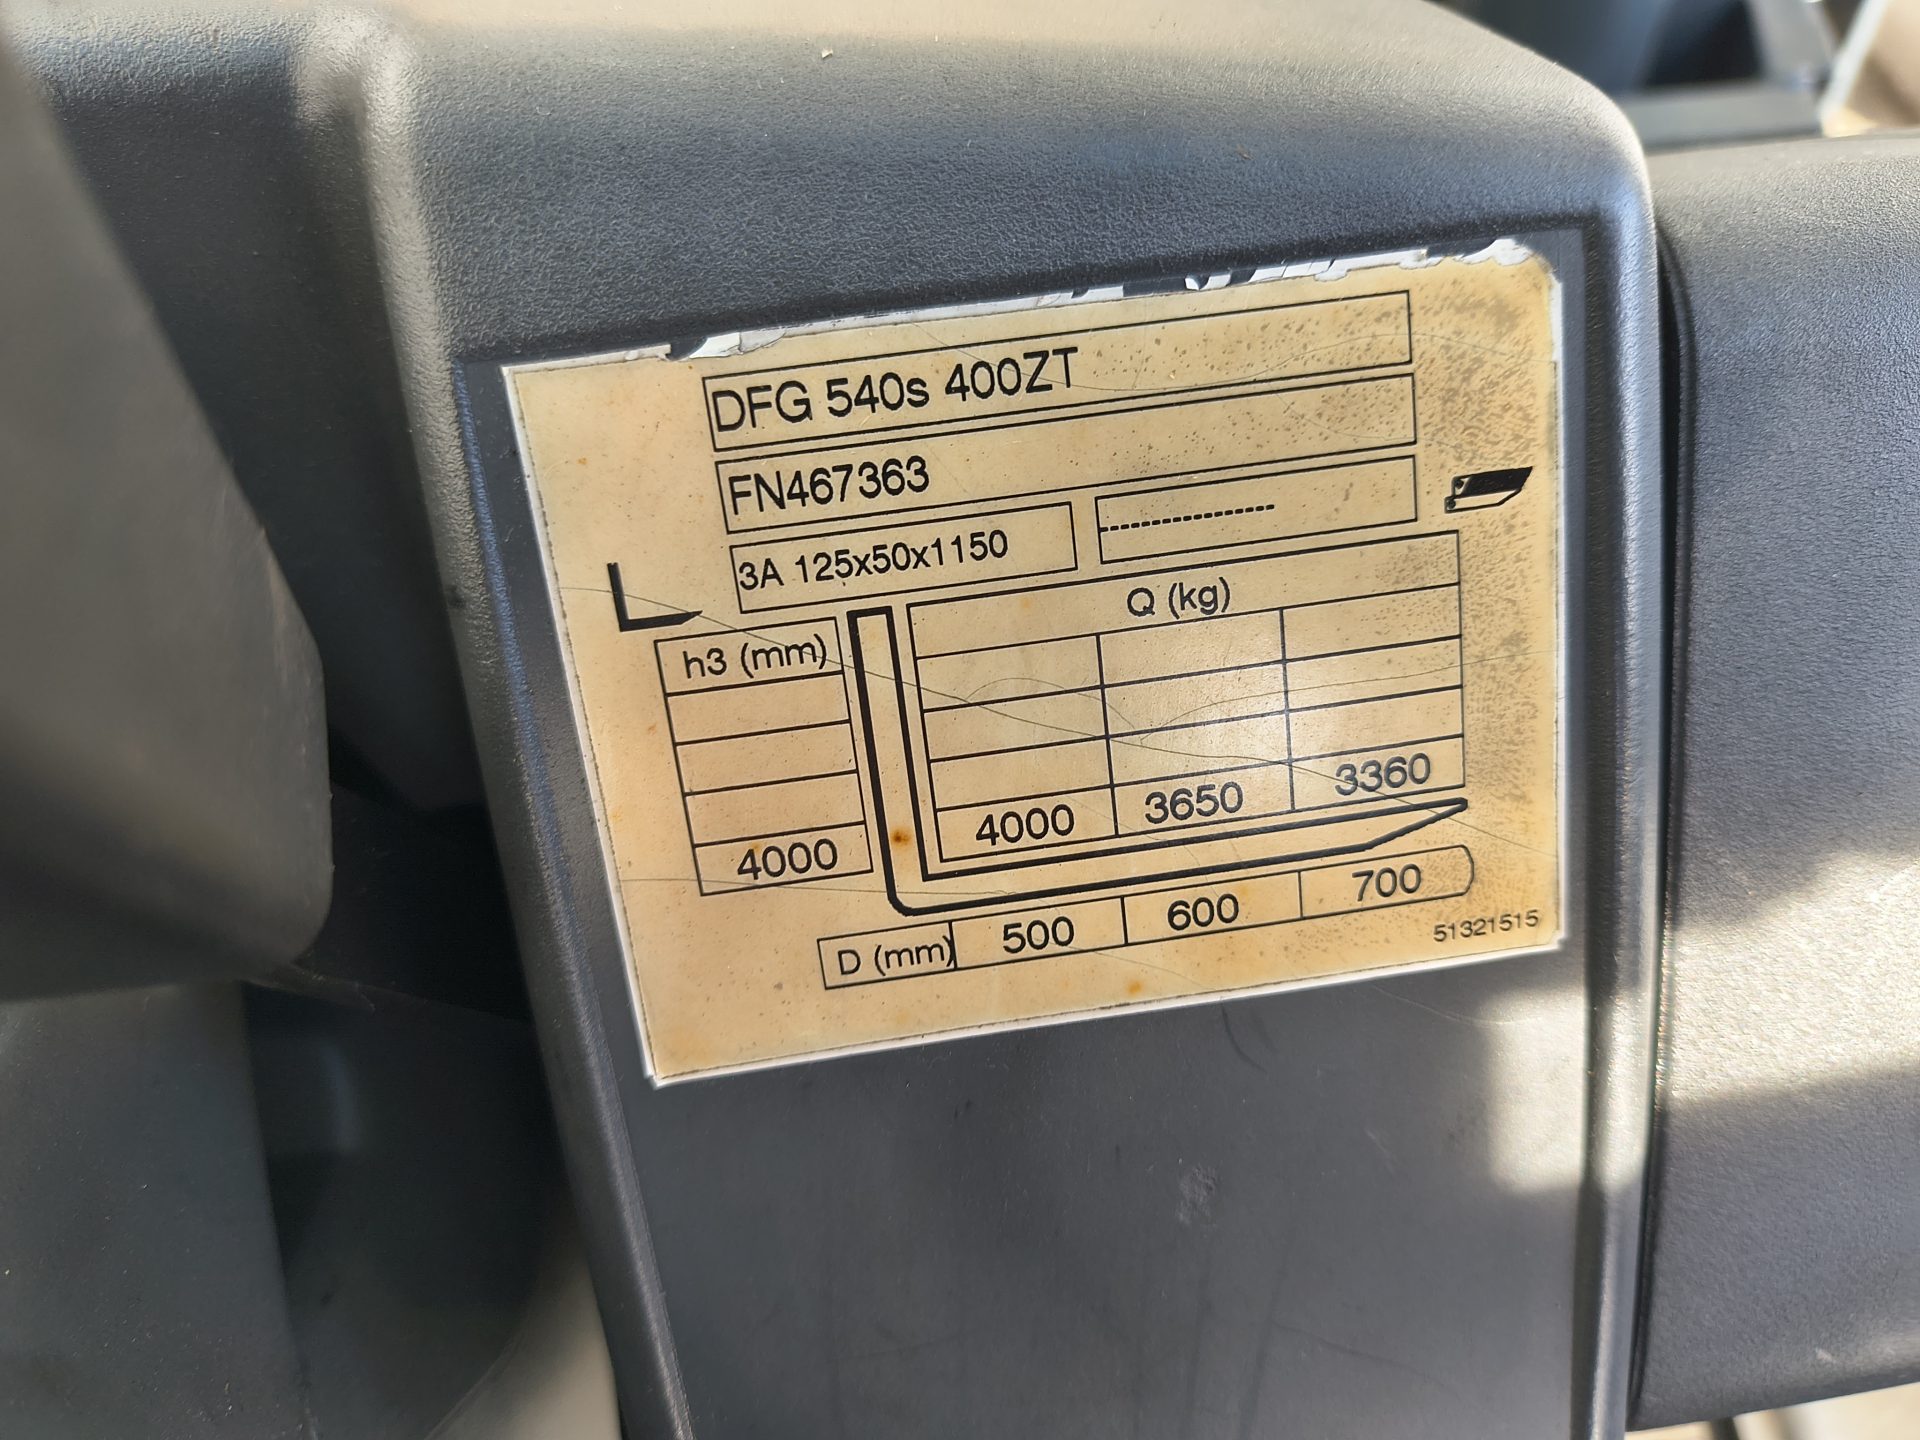 DFG 540s 400ZT
FN467363
3A 125x50x1150
---------------
h3 (mm)
Q (kg)
4000
4000 3650 3360
D (mm) 500 600 700
51321515